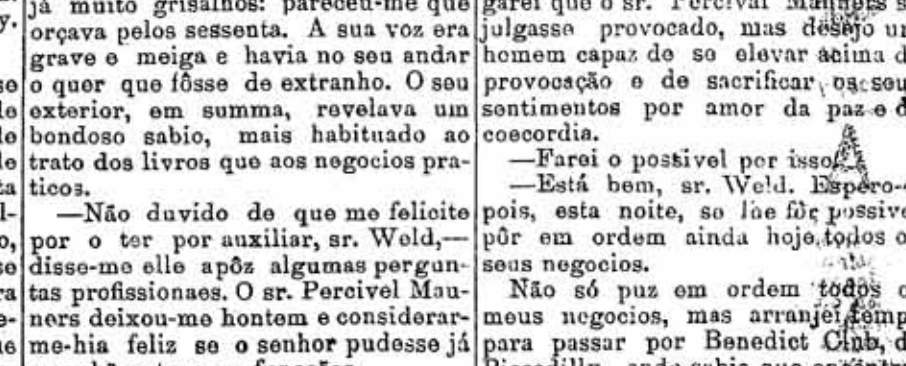 já muito grisalhos: pareceu-me que
orçava pelos sessenta. A sua voz era
grave e meiga e havia no seu andar
o quer que fôsse de extranho. O seu
exterior, em summa, revelava um
bondoso sabio, mais habituado ao
trato dos livros que aos negocios pra-
ticos.
—Não duvido de que me felicite
por o ter por auxiliar, sr. Weld,—
disse-me elle apôz algumas pergun-
tas profissionaes. O sr. Percivel Mau-
ners deixou-me hontem e considerar-
me-hia feliz se o senhor pudesse já
garei que o sr. Percival Manners s
julgasse provocado, mas desejo um
homem capaz de se elevar acima d
provocação e de sacrificar os seus
sentimentos por amor da paz e d
coecordia.
—Farei o possivel por isso.
—Está bem, sr. Weld. Espero-o
pois, esta noite, se lhe fôr possive
pôr em ordem ainda hoje todos o
seus negocios.
Não só puz em ordem todos o
meus negocios, mas arranjei temp
para passar por Benedict Club, d